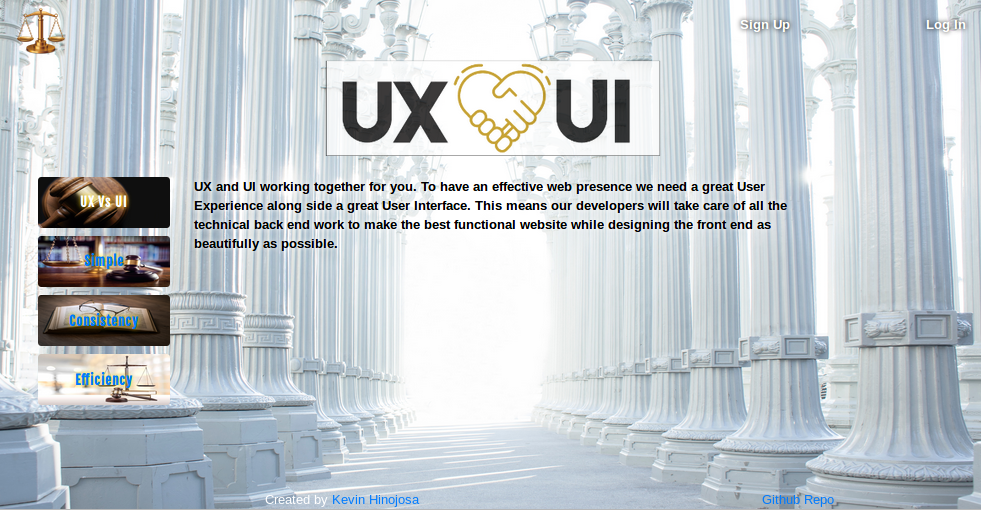 Sign Up
Log In
UX UI
UX Vs UI
Simple
Consistency
Efficiency
UX and UI working together for you. To have an effective web presence we need a great User
Experience along side a great User Interface. This means our developers will take care of all the
technical back end work to make the best functional website while designing the front end as
beautifully as possible.
Created by Kevin Hinojosa
Github Repo